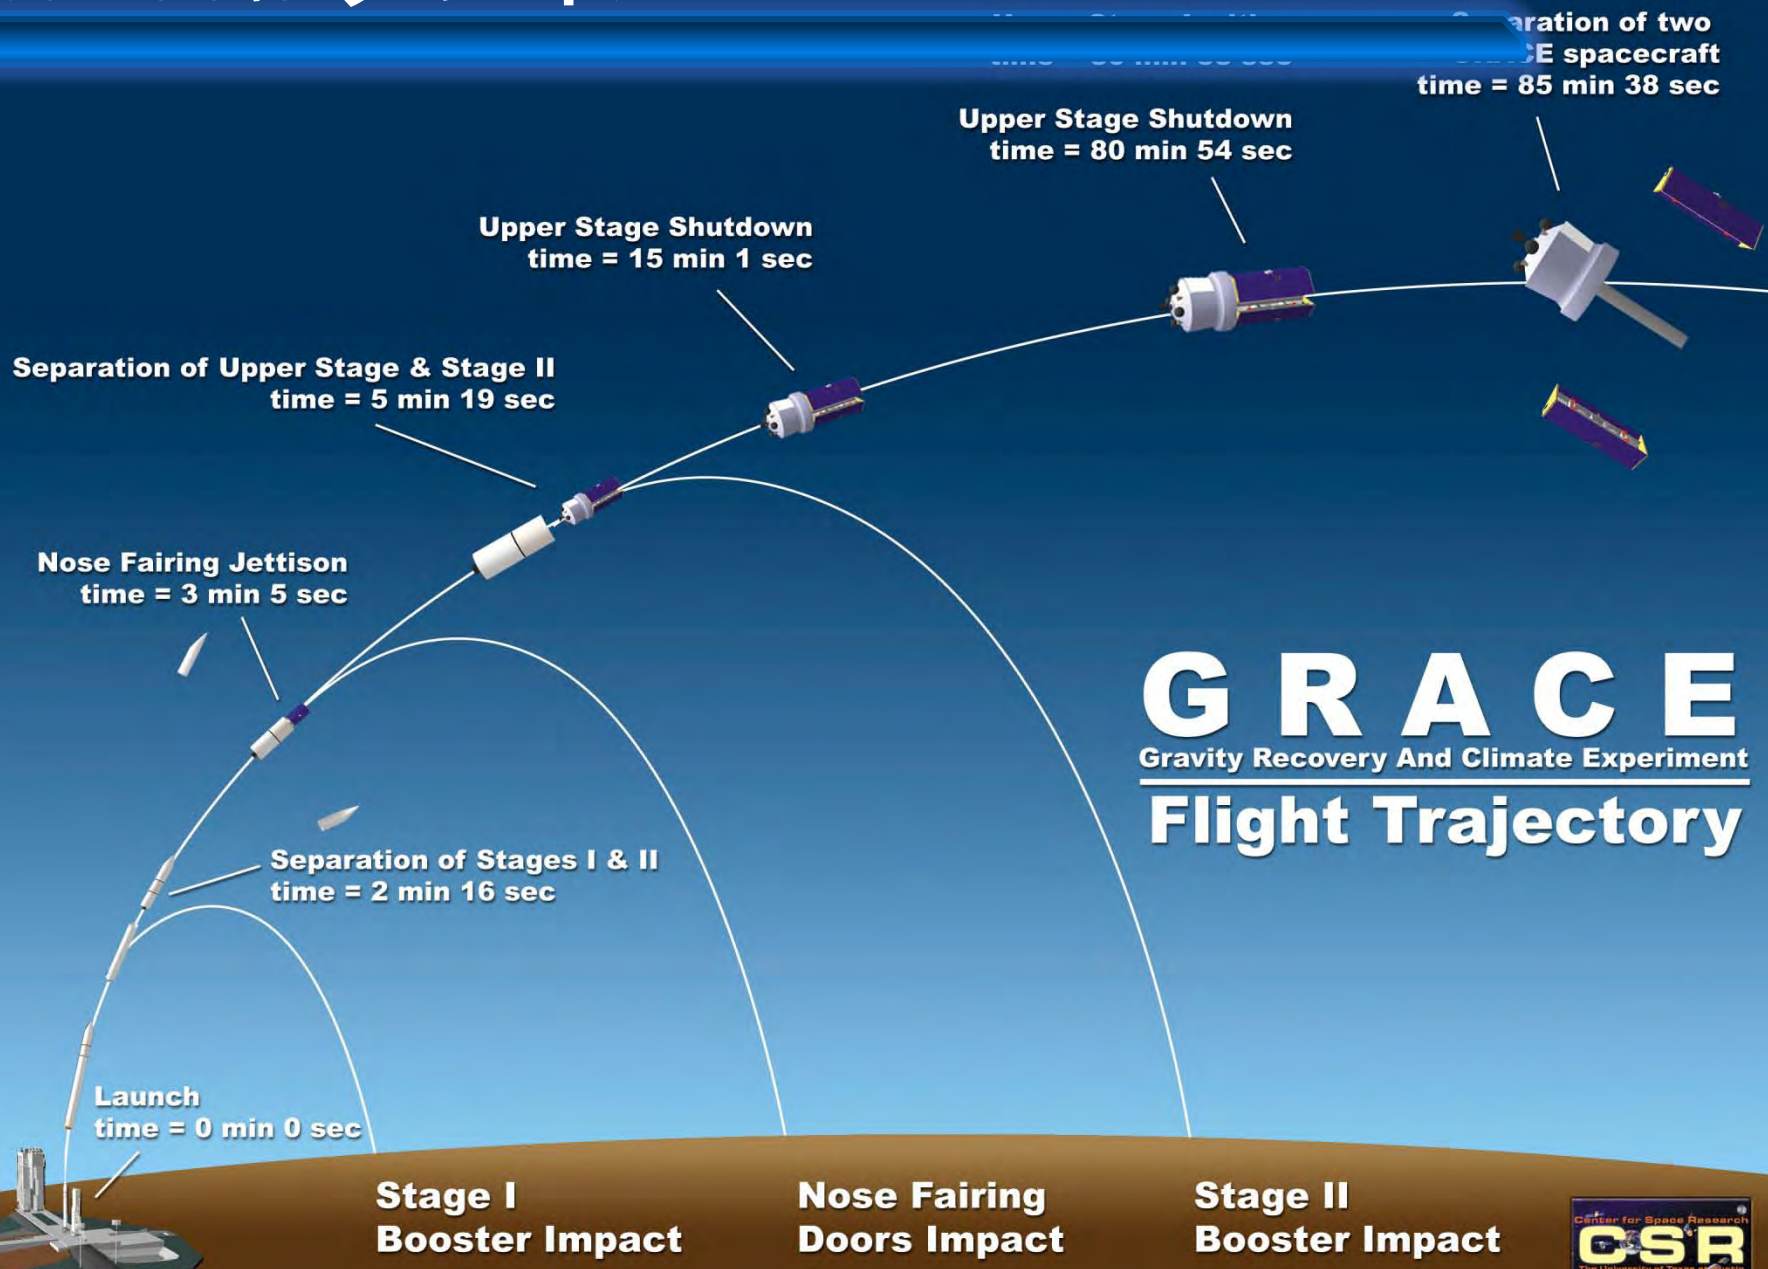 aration of two
CE spacecraft
time = 85 min 38 sec
Upper Stage Shutdown
time = 80 min 54 sec
Upper Stage Shutdown
time = 15 min 1 sec
Separation of Upper Stage & Stage II
time = 5 min 19 sec
Nose Fairing Jettison
time = 3 min 5 sec
GRACE
Gravity Recovery And Climate Experiment
Flight Trajectory
Separation of Stages I & II
time = 2 min 16 sec
Launch
time = 0 min 0 sec
Stage I
Booster Impact
Nose Fairing
Doors Impact
Stage II
Booster Impact
Center for Space Research
CSR